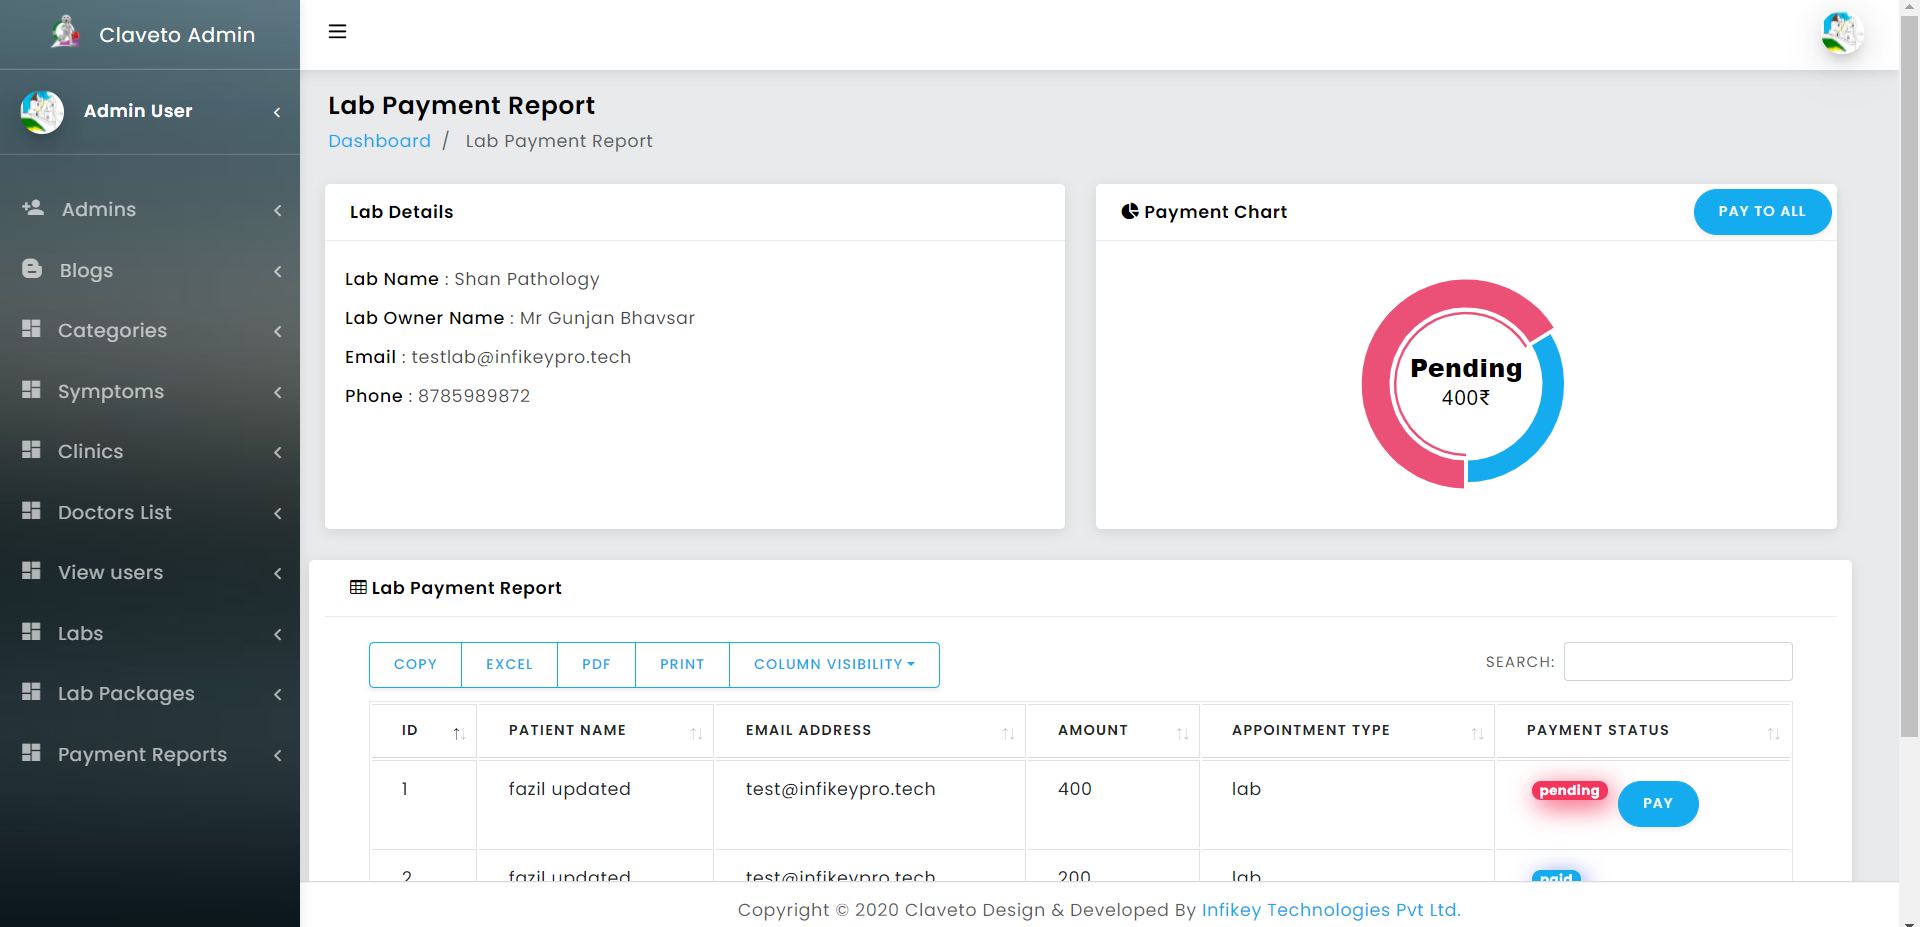 Claveto Admin
Admin User
Admins
Blogs
Categories
Symptoms
Clinics
Doctors List
View users
Labs
Lab Packages
Payment Reports
Lab Payment Report
Dashboard / Lab Payment Report
Lab Details
Lab Name : Shan Pathology
Lab Owner Name : Mr Gunjan Bhavsar
Email : testlab@infikeypro.tech
Phone : 8785989872
Payment Chart
PAY TO ALL
Pending
400₹
Lab Payment Report
COPY EXCEL PDF PRINT COLUMN VISIBILITY
SEARCH:
ID PATIENT NAME EMAIL ADDRESS AMOUNT APPOINTMENT TYPE PAYMENT STATUS
1 fazil updated test@infikeypro.tech 400 lab pending PAY
2 fazil updated test@infikeypro.tech 200 lab paid
Copyright © 2020 Claveto Design & Developed By Infikey Technologies Pvt Ltd.